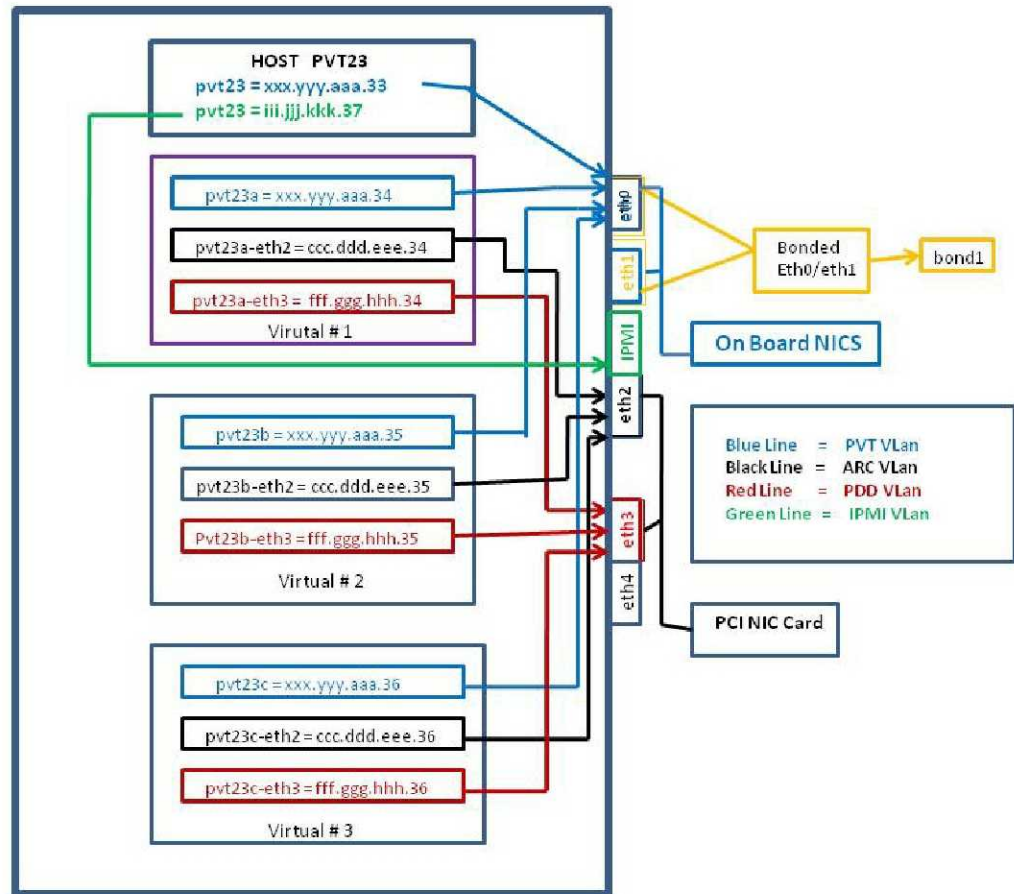 HOST PVT23
pvt23 = xxx.yyy.aaa.33
pvt23 = iii.jjj.kkk.37
pvt23a = xxx.yyy.aaa.34
pvt23a-eth2 = ccc.ddd.eee.34
pvt23a-eth3 = fff.ggg.hhh.34
Virutal # 1
pvt23b = xxx.yyy.aaa.35
pvt23b-eth2 = ccc.ddd.eee.35
Pvt23b-eth3 = fff.ggg.hhh.35
Virtual # 2
pvt23c = xxx.yyy.aaa.36
pvt23c-eth2 = ccc.ddd.eee.36
pvt23c-eth3 = fff.ggg.hhh.36
Virtual # 3
eth0
eth1
IPMI
eth2
eth3
eth4
Bonded
Eth0/eth1
bond1
On Board NICS
Blue Line = PVT VLan
Black Line = ARC VLan
Red Line = PDD VLan
Green Line = IPMI VLan
PCI NIC Card